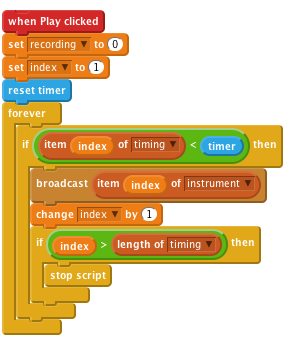 when Play clicked
set recording to 0
set index to 1
reset timer
forever
if item index of timing < timer then
broadcast item index of instrument
change index by 1
if index > length of timing then
stop script